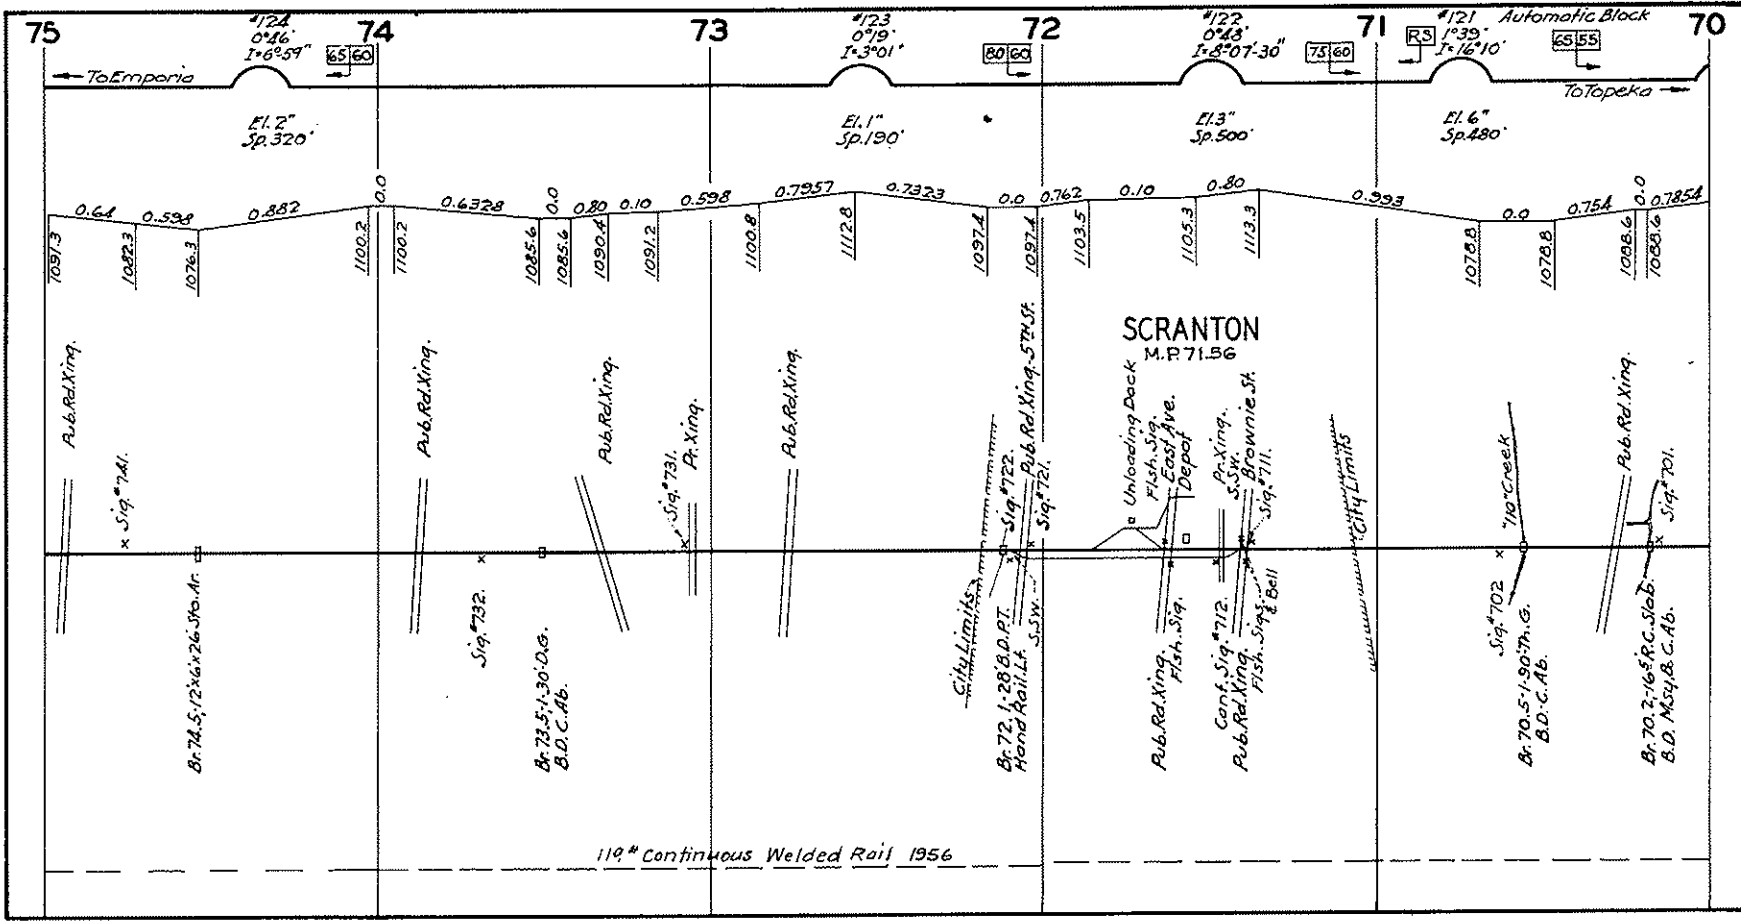 75
#124
0°46'
I=6°59"
65 60
74
#123
0°19'
I=3°01'
80 60
72
#122
0°48'
I=8°07'-30"
75 60
71
RS
#121
1°39'
I=16°10'
Automatic Block
65 55
70
To Emporia
To Topeka
El. 2"
Sp. 320'
El. 1"
Sp. 190'
El. 3"
Sp. 500'
El. 6"
Sp. 480'
73
0.64
0.598
0.882
0.0
0.6328
0.0
0.80
0.10
0.598
0.7957
0.7323
0.0
0.762
0.10
0.80
0.993
0.0
0.754
0.0
0.7854
1091.3
1082.3
1076.3
1100.2
1100.2
1085.6
1085.6
1090.4
1091.2
1100.8
1112.8
1097.4
1097.4
1103.5
1105.3
1113.3
1078.8
1078.8
1088.6
1088.6
SCRANTON
M.P. 71.56
Pub.Rd.Xing.
Sig.#741.
Br.74.5,-12'x6'x26' Sto.Ar.
Pub.Rd.Xing.
Sig.#732.
Br.73.5,-1-30'-D.G.
B.D.C.Ab.
Pub.Rd.Xing.
Sig.#731.
Pr.Xing.
Pub.Rd.Xing.
City Limits
Br.72.1,-28'B.D.P.T.
Hand Rail.Lt.
Sig.#722.
Pub.Rd.Xing.-5TH St.
Sig.#721.
S.Sw.
Unloading Dock
Flsh.Sig.
East Ave.
Depot
Pub.Rd.Xing.
Flsh.Sig.
Pr.Xing.
S.Sw.
Brownie St.
Sig.#711.
Cant.Sig.#712.
Pub.Rd.Xing.
Flsh.Sigs.
& Bell
City Limits
"110" Creek
Sig.#702
Br.70.5-1-90'-Th.G.
B.D.-C.Ab.
Pub.Rd.Xing.
Sig.#701.
Br.70.2,-16⁵'R.C.Slab.
B.D. Msy.& C.Ab.
119# Continuous Welded Rail 1956